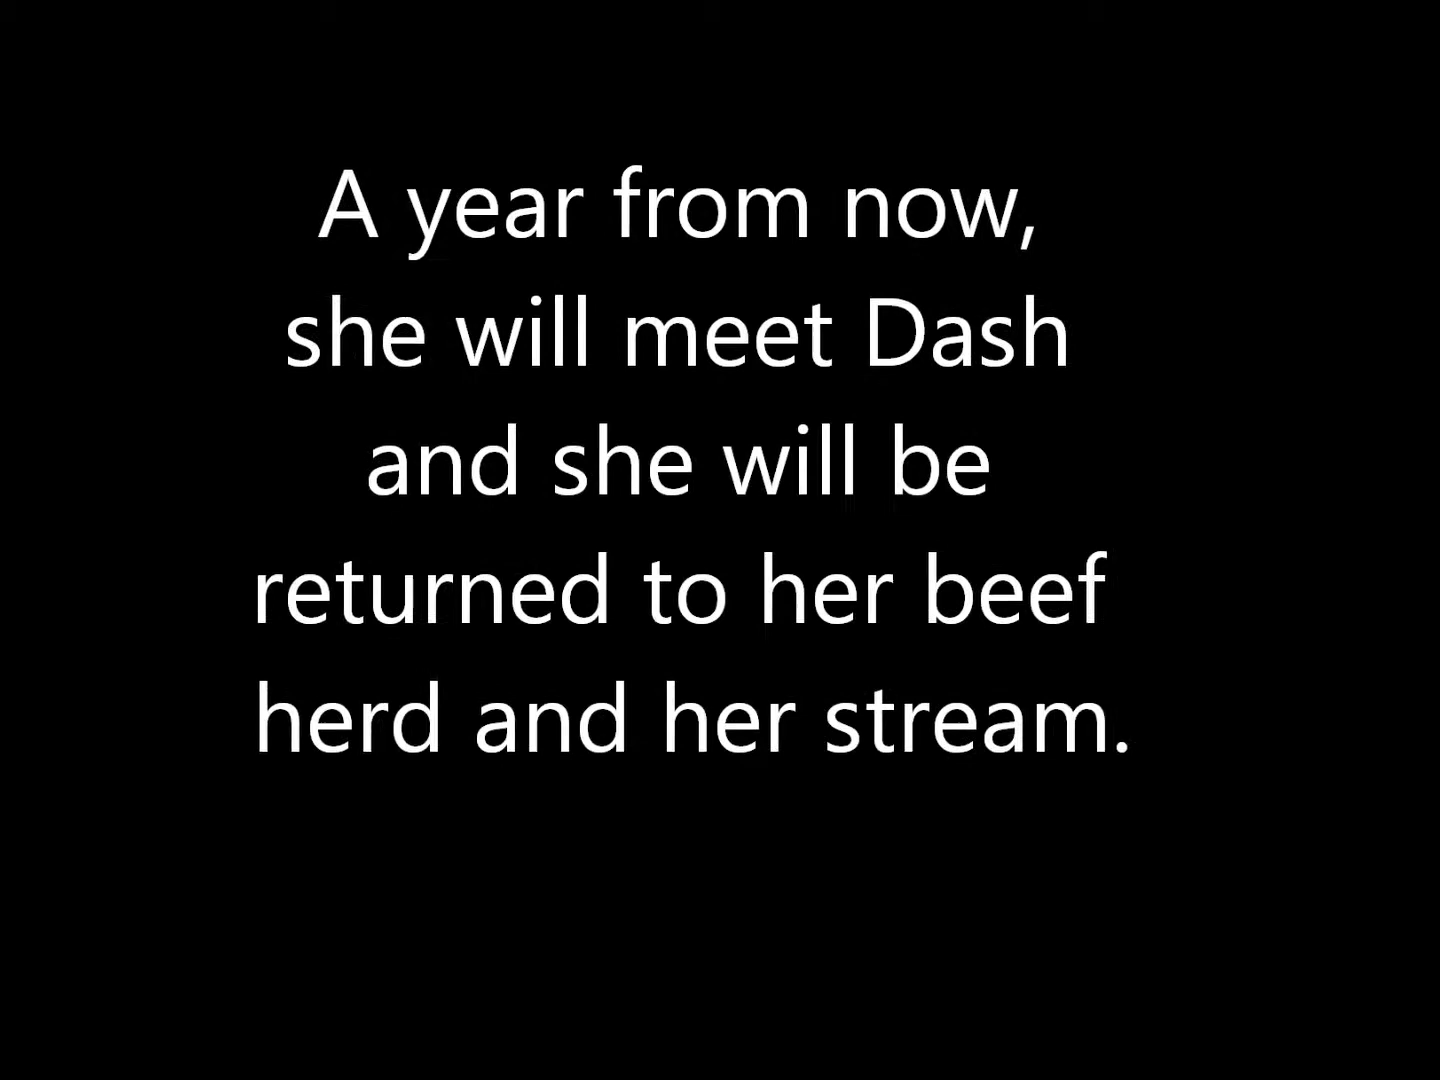 A year from now,
she will meet Dash
and she will be
returned to her beef
herd and her stream.